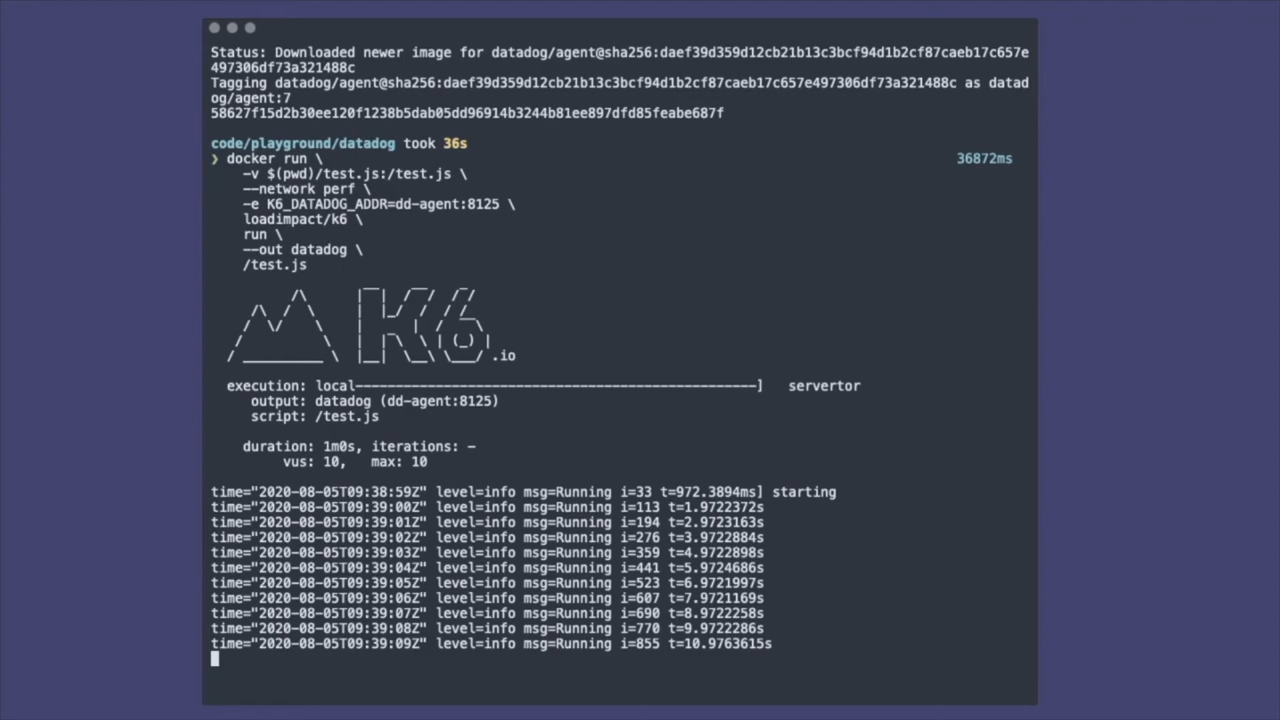 Status: Downloaded newer image for datadog/agent@sha256:daef39d359d12cb21b13c3bcf94d1b2cf87caeb17c657e
497306df73a321488c
Tagging datadog/agent@sha256:daef39d359d12cb21b13c3bcf94d1b2cf87caeb17c657e497306df73a321488c as datad
og/agent:7
58627f15d2b30ee120f1238b5dab05dd96914b3244b81ee897dfd85feabe687f
code/playground/datadog took 36s
❯ docker run \ 36872ms
-v $(pwd)/test.js:/test.js \
--network perf \
-e K6_DATADOG_ADDR=dd-agent:8125 \
loadimpact/k6 \
run \
--out datadog \
/test.js
K6
.io
execution: local--------------------------------------------------] servertor
output: datadog (dd-agent:8125)
script: /test.js
duration: 1m0s, iterations: -
vus: 10, max: 10
time="2020-08-05T09:38:59Z" level=info msg=Running i=33 t=972.3894ms] starting
time="2020-08-05T09:39:00Z" level=info msg=Running i=113 t=1.9722372s
time="2020-08-05T09:39:01Z" level=info msg=Running i=194 t=2.9723163s
time="2020-08-05T09:39:02Z" level=info msg=Running i=276 t=3.9722884s
time="2020-08-05T09:39:03Z" level=info msg=Running i=359 t=4.9722898s
time="2020-08-05T09:39:04Z" level=info msg=Running i=441 t=5.9724686s
time="2020-08-05T09:39:05Z" level=info msg=Running i=523 t=6.9721997s
time="2020-08-05T09:39:06Z" level=info msg=Running i=607 t=7.9721169s
time="2020-08-05T09:39:07Z" level=info msg=Running i=690 t=8.9722258s
time="2020-08-05T09:39:08Z" level=info msg=Running i=770 t=9.9722286s
time="2020-08-05T09:39:09Z" level=info msg=Running i=855 t=10.9763615s